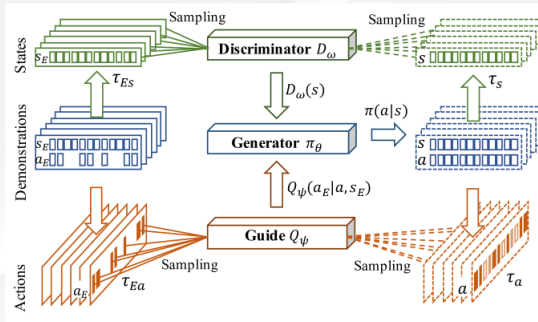 Sampling
Sampling
States
s_E
Discriminator D_ω
s
τ_Es
τ_s
D_ω(s)
π(a|s)
Demonstrations
s_E
a_E
Generator π_θ
s
a
Q_ψ(a_E|a, s_E)
Guide Q_ψ
Actions
a_E
τ_Ea
Sampling
Sampling
a
τ_a